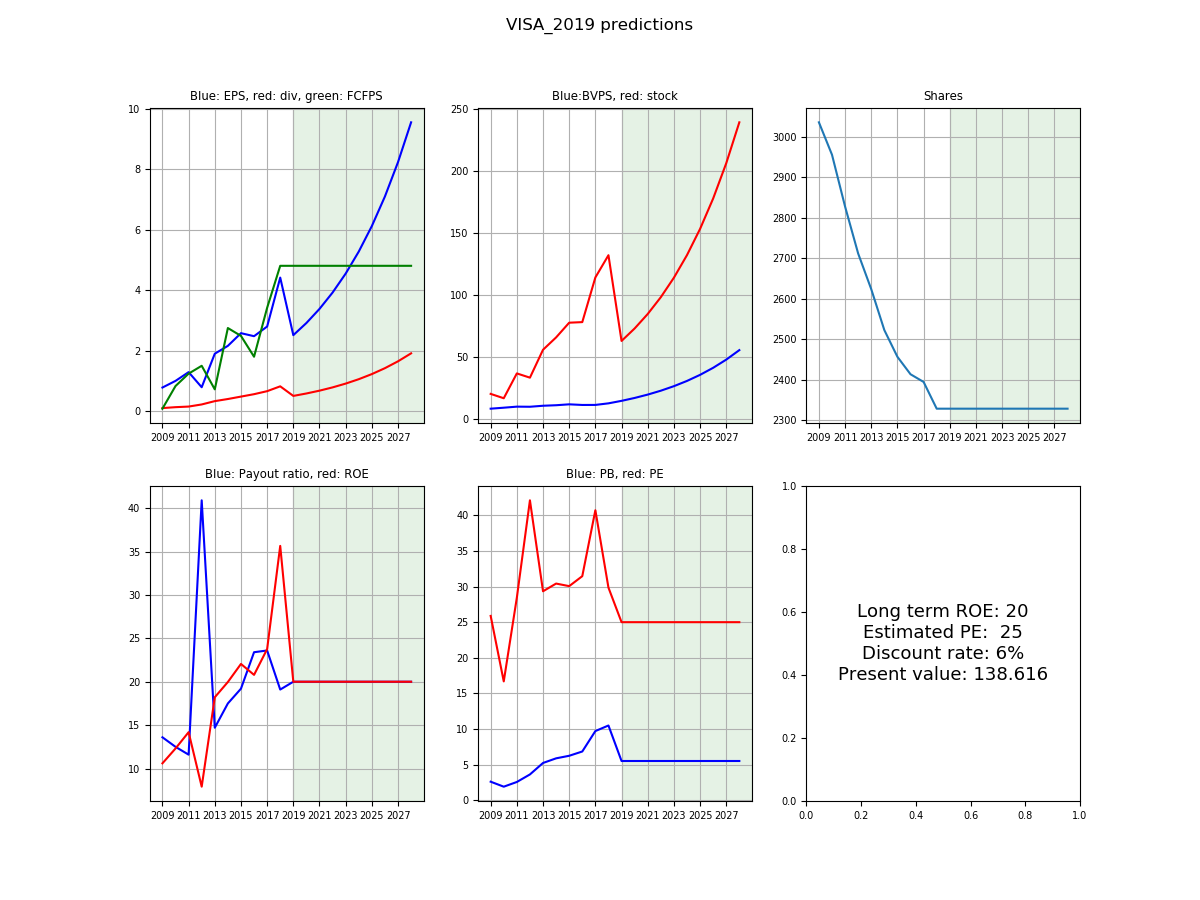 VISA_2019 predictions
Blue: EPS, red: div, green: FCFPS
10
8
6
4
2
0
2009 2011 2013 2015 2017 2019 2021 2023 2025 2027
Blue:BVPS, red: stock
250
200
150
100
50
0
2009 2011 2013 2015 2017 2019 2021 2023 2025 2027
Shares
3000
2900
2800
2700
2600
2500
2400
2300
2009 2011 2013 2015 2017 2019 2021 2023 2025 2027
Blue: Payout ratio, red: ROE
40
35
30
25
20
15
10
2009 2011 2013 2015 2017 2019 2021 2023 2025 2027
Blue: PB, red: PE
40
35
30
25
20
15
10
5
0
2009 2011 2013 2015 2017 2019 2021 2023 2025 2027
1.0
0.8
0.6
0.4
0.2
0.0
Long term ROE: 20
Estimated PE:  25
Discount rate: 6%
Present value: 138.616
0.0 0.2 0.4 0.6 0.8 1.0